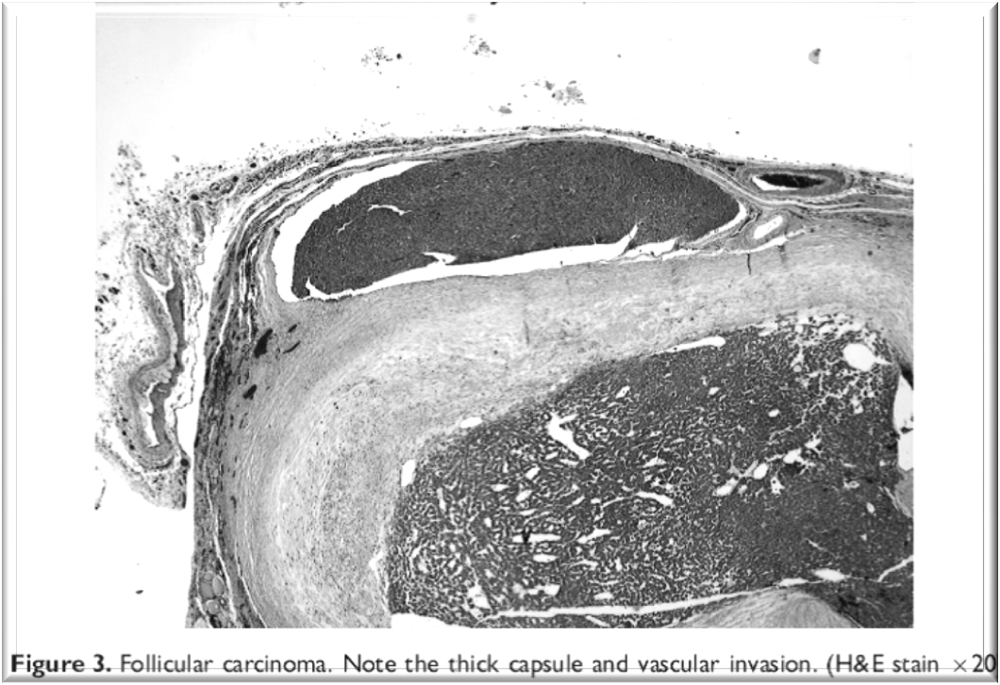 Figure 3. Follicular carcinoma. Note the thick capsule and vascular invasion. (H&E stain ×20